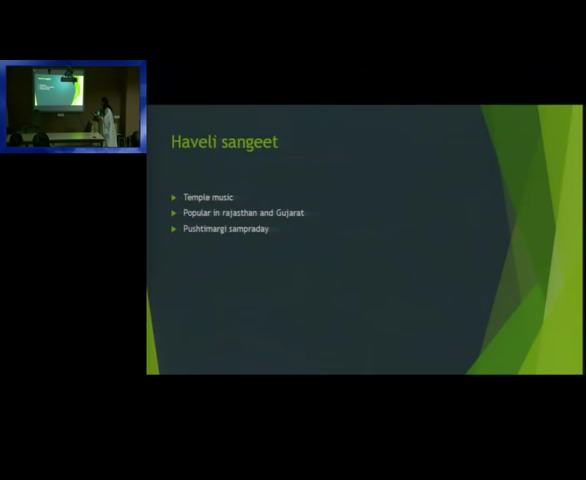 Haveli sangeet
Temple music
Popular in rajasthan and Gujarat
Pushtimargi sampraday